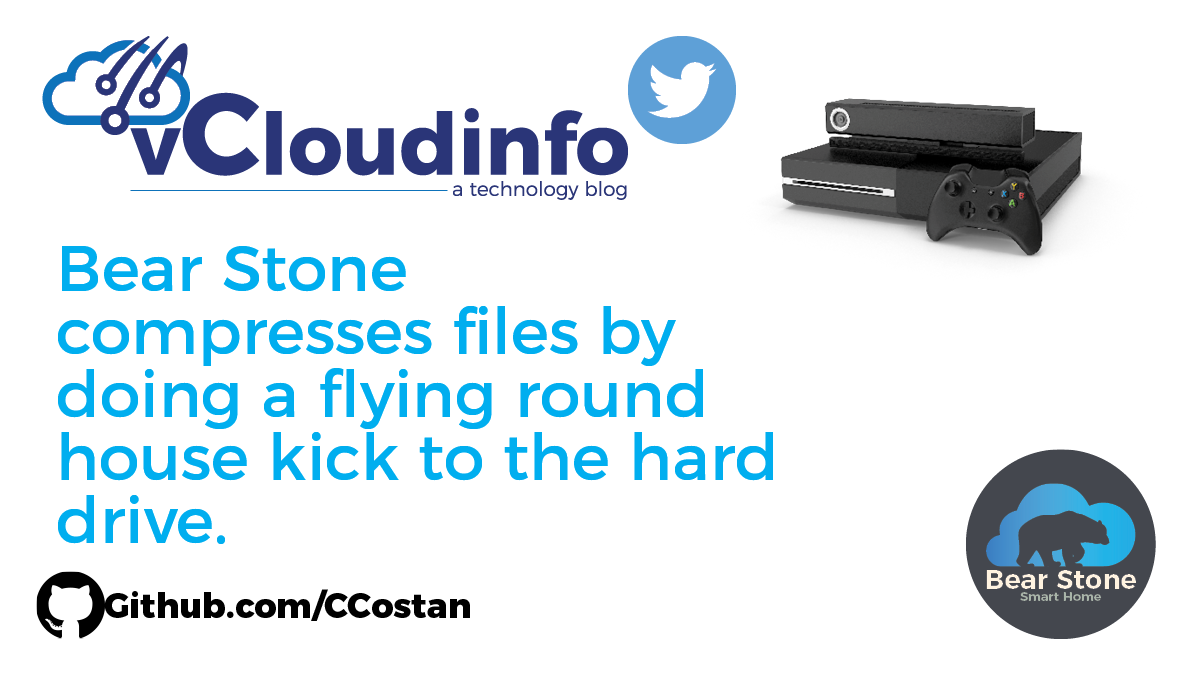 vCloudinfo
a technology blog
Bear Stone
compresses files by
doing a flying round
house kick to the hard
drive.
Github.com/CCostan
Bear Stone
Smart Home